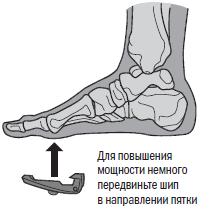 Для повышения
мощности немного
передвиньте шип
в направлении пятки